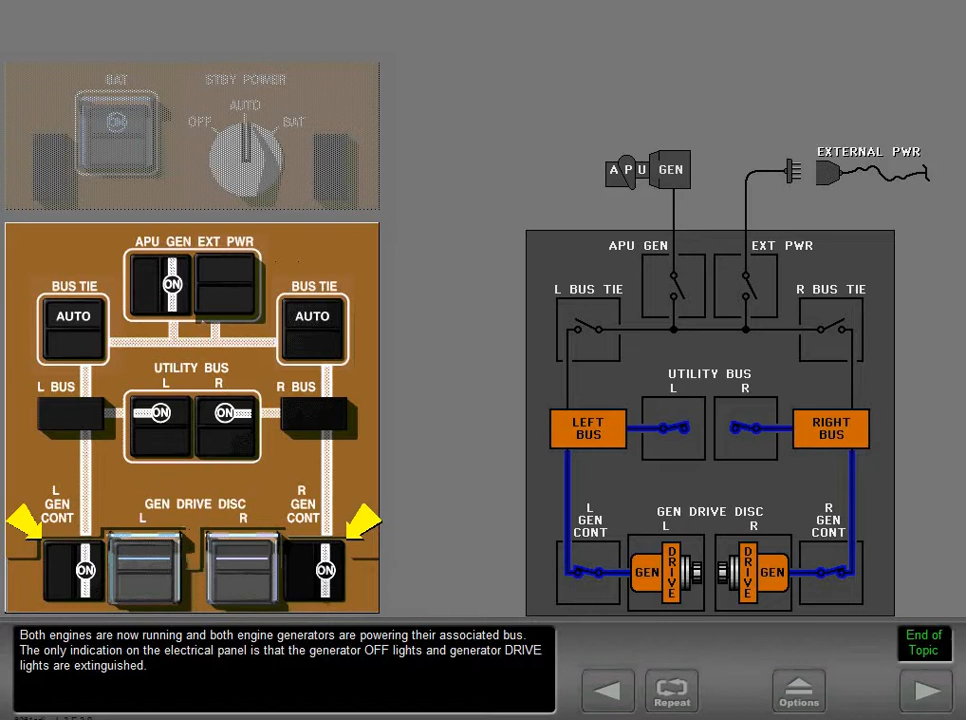 BAT
STBY POWER
AUTO
OFF
BAT
ON
APU GEN EXT PWR
ON
BUS TIE
BUS TIE
AUTO
AUTO
UTILITY BUS
L R
L BUS
R BUS
ON
ON
L
GEN
CONT
GEN DRIVE DISC
L R
R
GEN
CONT
ON
ON
APU GEN
EXTERNAL PWR
APU GEN
EXT PWR
L BUS TIE
R BUS TIE
UTILITY BUS
L R
LEFT
BUS
RIGHT
BUS
L
GEN
CONT
GEN DRIVE DISC
L R
R
GEN
CONT
GEN
DRIVE
DRIVE
GEN
Both engines are now running and both engine generators are powering their associated bus.
The only indication on the electrical panel is that the generator OFF lights and generator DRIVE
lights are extinguished.
End of
Topic
Repeat
Options